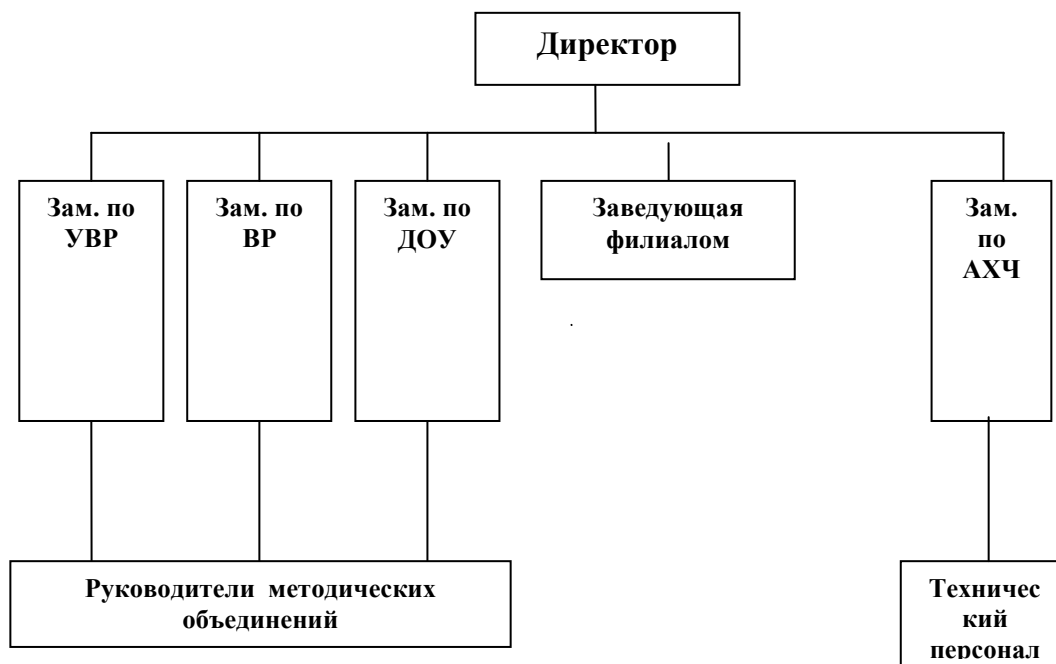 Директор
Зам. по
УВР
Зам. по
ВР
Зам. по
ДОУ
Заведующая
филиалом
Зам.
по
АХЧ
Руководители методических
объединений
Техничес
кий
персонал